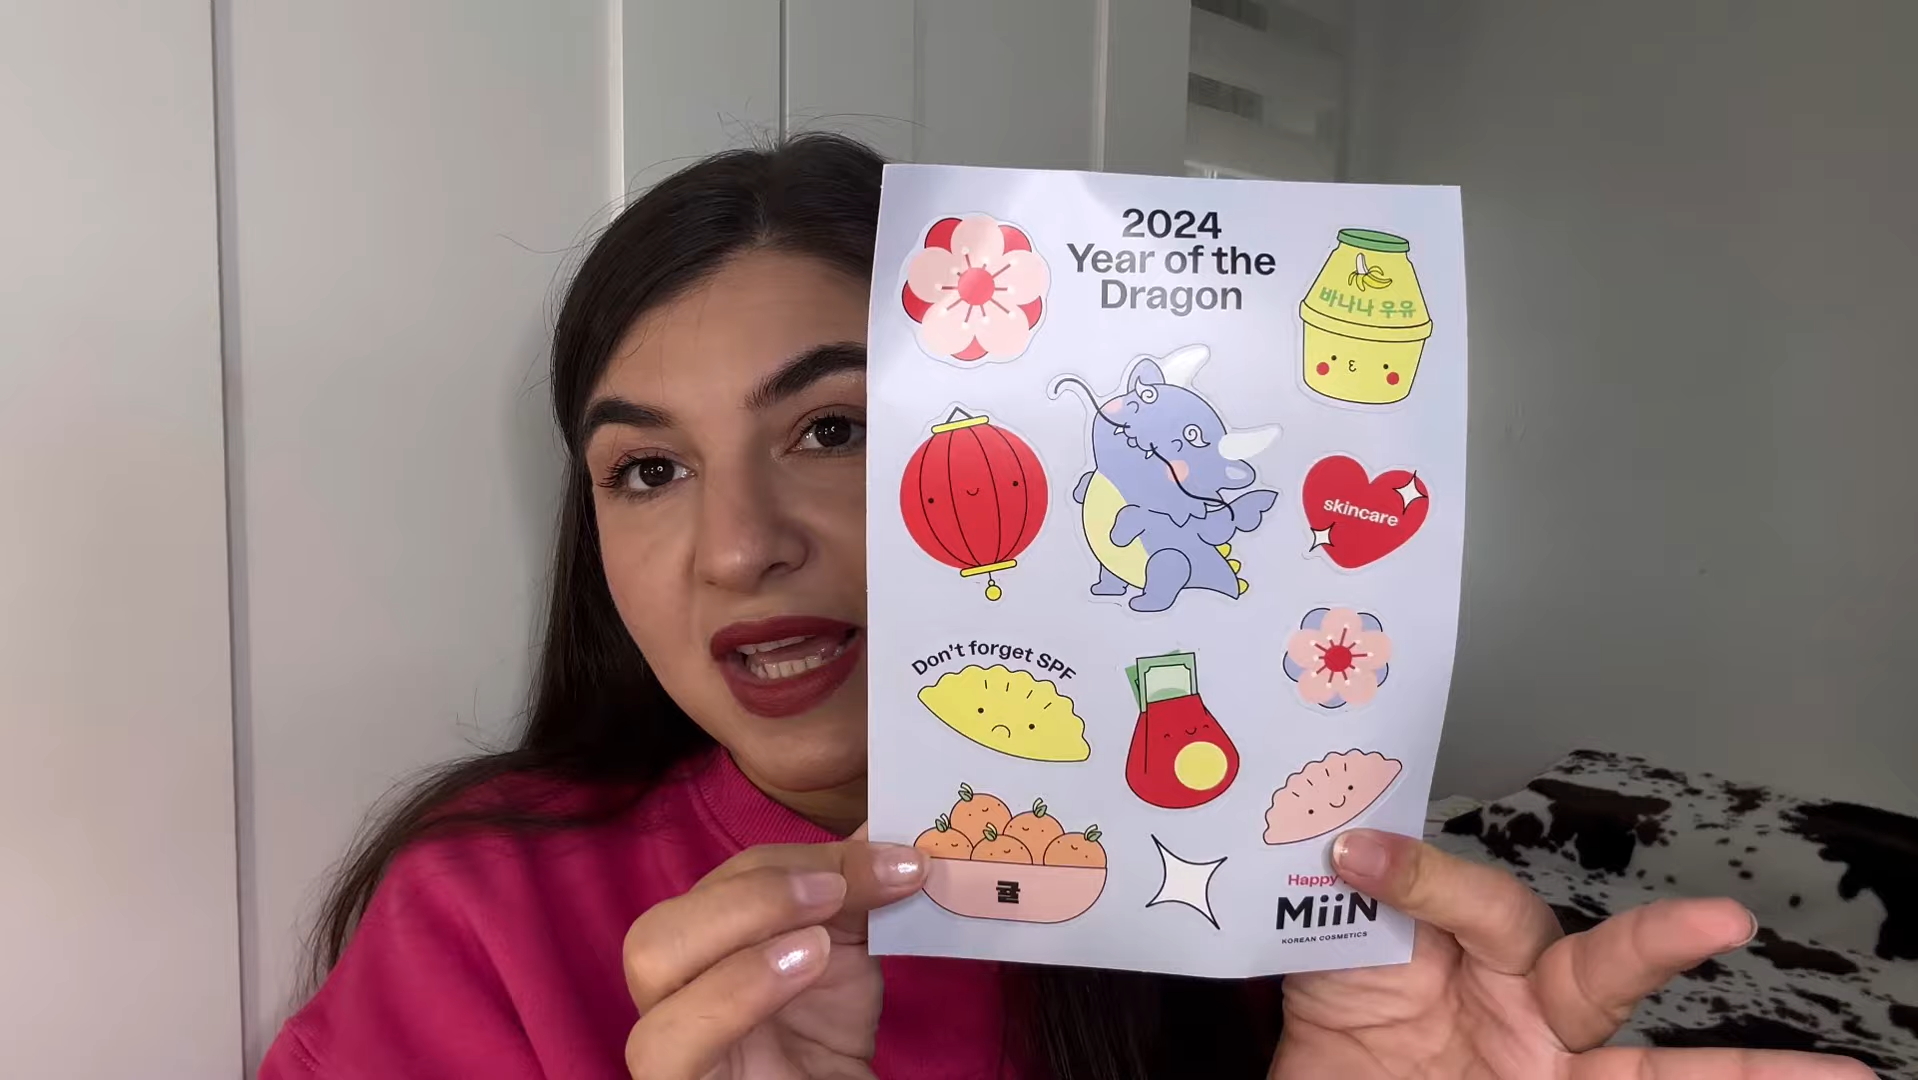 2024
Year of the
Dragon
바나나 우유
skincare
Don't forget SPF
귤
Happy
MiiN
KOREAN COSMETICS